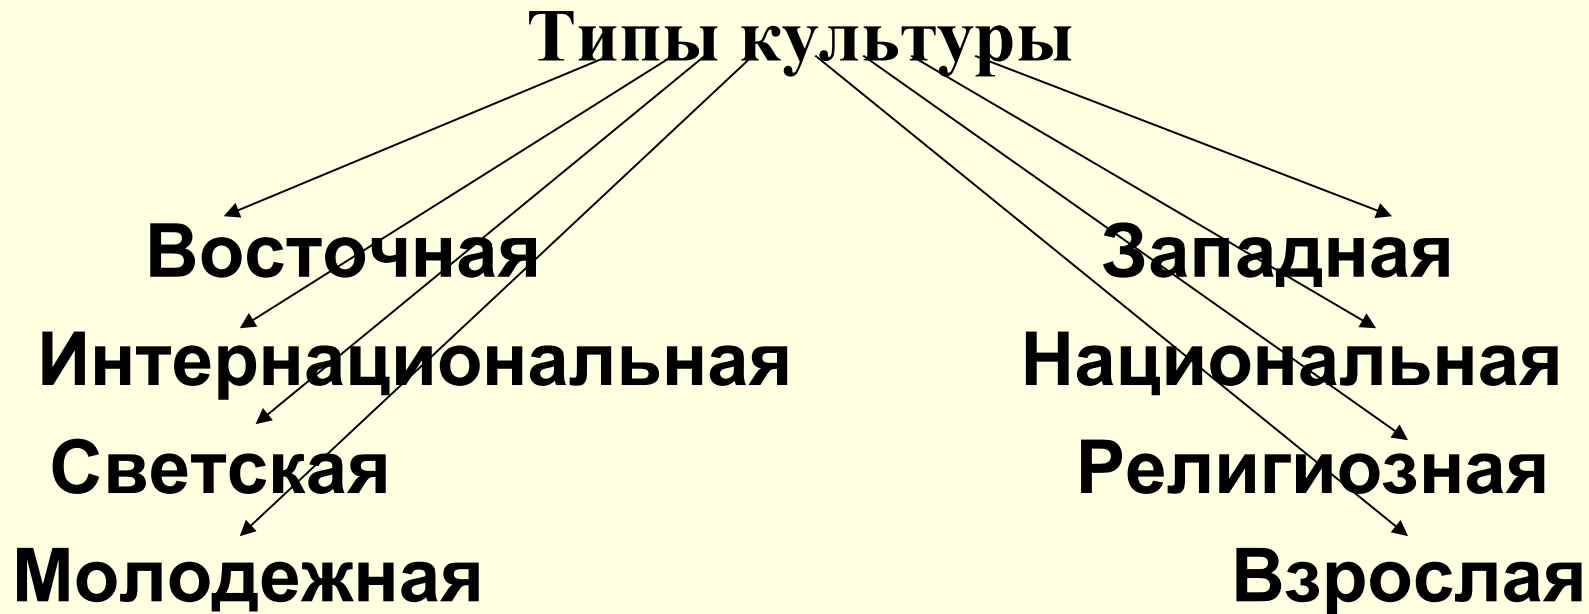 Типы культуры
Восточная Западная
Интернациональная Национальная
Светская Религиозная
Молодежная Взрослая